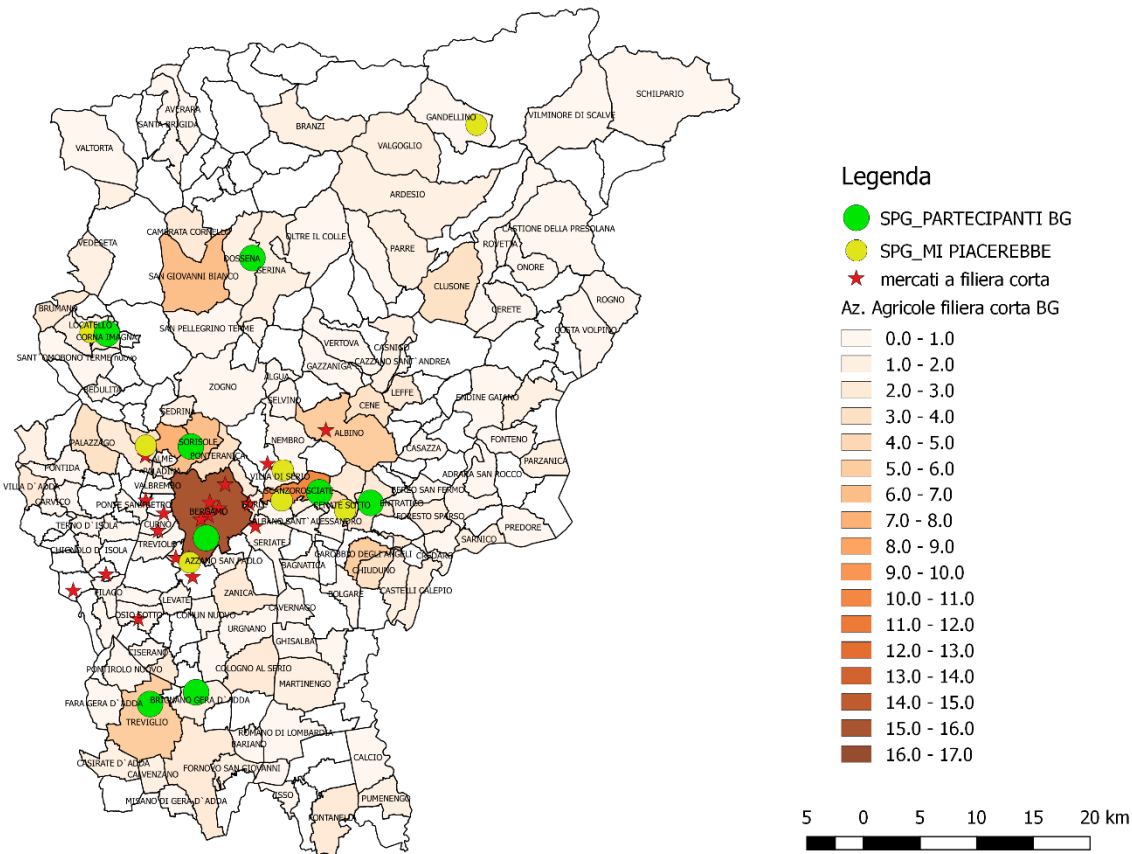 SCHILPARIO
AVERARA
GANDELLINO
VILMINORE DI SCALVE
SANTA BRIGIDA
BRANZI
VALTORTA
VALGOGLIO
ARDESIO
CASTIONE DELLA PRESOLANA
CAMERATA CORNELLO
OLTRE IL COLLE
ROVETTA
VEDESETA
PARRE
DOSSENA
ONORE
SERINA
SAN GIOVANNI BIANCO
CLUSONE
ROGNO
BRUMANO
CERETE
LOCATELLO
SAN PELLEGRINO TERME
COSTA VOLPINO
CORNA IMAGNA
VERTOVA
CASNIGO
SANT`OMOBONO TERME nuovo
CAZZANO SANT`ANDREA
GAZZANIGA
ALGUA
ZOGNO
BEDULITA
LEFFE
SELVINO
ENDINE GAIANO
CENE
SEDRINA
ALBINO
PALAZZAGO
SORISOLE
NEMBRO
FONTENO
CASAZZA
PONTERANICA
ALME
PARZANICA
PONTIDA
PALADINA
ADRARA SAN ROCCO
VILLA DI SERIO
VALBREMBO
VILLA D`ADDA
SCANZOROSCIATE
CARVICO
PONTE SAN PIETRO
CENATE SOTTO
ENTRATICO
BERGAMO
FORESTO SPARSO
TERNO D`ISOLA
ALBANO SANT`ALESSANDRO
CURNO
PREDORE
SARNICO
TREVIOLO
SERIATE
CHIGNOLO D`ISOLA
CAROBBIO DEGLI ANGELI
CREDARO
AZZANO SAN PAOLO
BAGNATICA
CHIUDUNO
CASTELLI CALEPIO
FILAGO
ZANICA
BOLGARE
LEVATE
CAVERNAGO
OSIO SOTTO
COMUN NUOVO
URGNANO
GHISALBA
CISERANO
PONTIROLO NUOVO
COLOGNO AL SERIO
MARTINENGO
FARA GERA D`ADDA
BRIGNANO GERA D`ADDA
TREVIGLIO
ROMANO DI LOMBARDIA
BARIANO
CALCIO
CASIRATE D`ADDA
FORNOVO SAN GIOVANNI
CALVENZANO
ISSO
MISANO DI GERA D`ADDA
PUMENENGO
FONTANELLA
Legenda
SPG_PARTECIPANTI BG
SPG_MI PIACEREBBE
mercati a filiera corta
Az. Agricole filiera corta BG
0.0 - 1.0
1.0 - 2.0
2.0 - 3.0
3.0 - 4.0
4.0 - 5.0
5.0 - 6.0
6.0 - 7.0
7.0 - 8.0
8.0 - 9.0
9.0 - 10.0
10.0 - 11.0
11.0 - 12.0
12.0 - 13.0
13.0 - 14.0
14.0 - 15.0
15.0 - 16.0
16.0 - 17.0
5 0 5 10 15 20 km